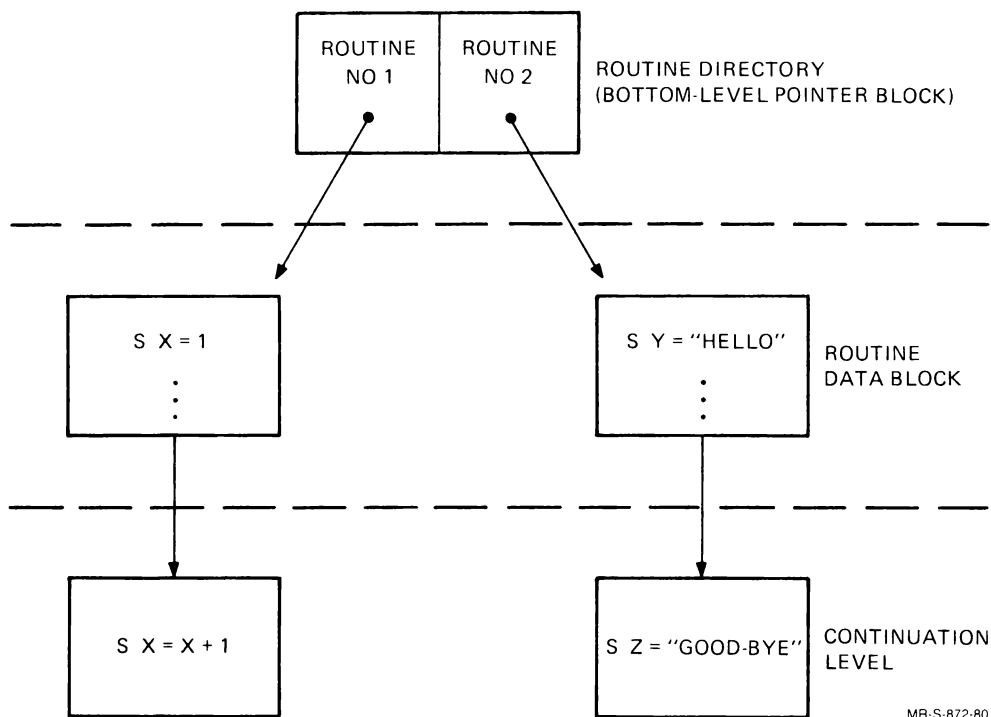 ROUTINE
NO 1
ROUTINE
NO 2
ROUTINE DIRECTORY
(BOTTOM-LEVEL POINTER BLOCK)
S X = 1
S Y = "HELLO"
ROUTINE
DATA BLOCK
S X = X + 1
S Z = "GOOD-BYE"
CONTINUATION
LEVEL
MR-S-872-80